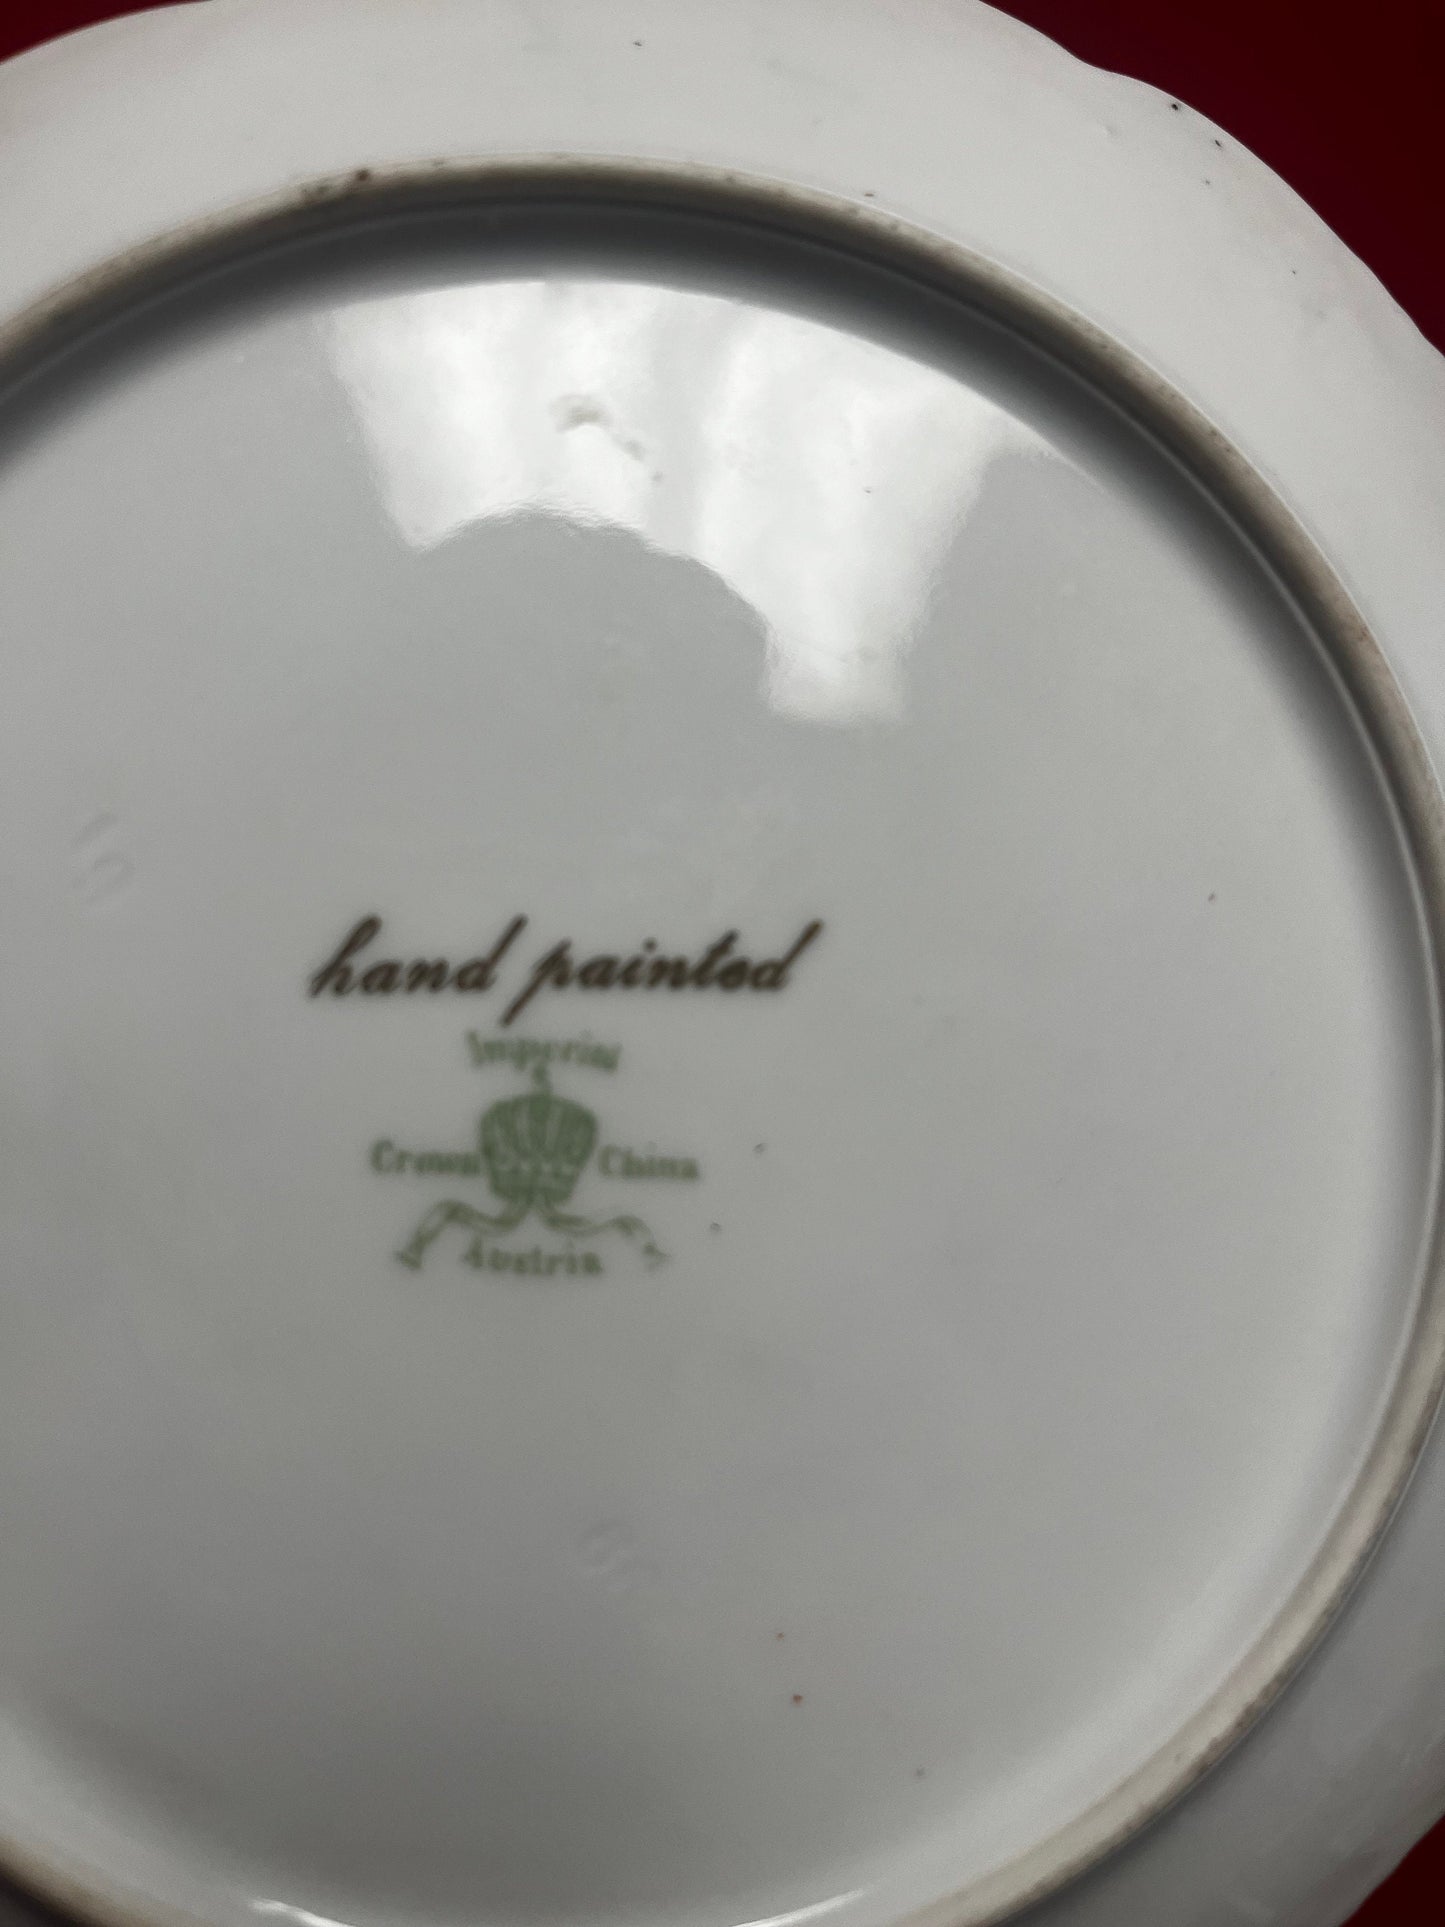 hand painted
Imperial
Crown China
Austria